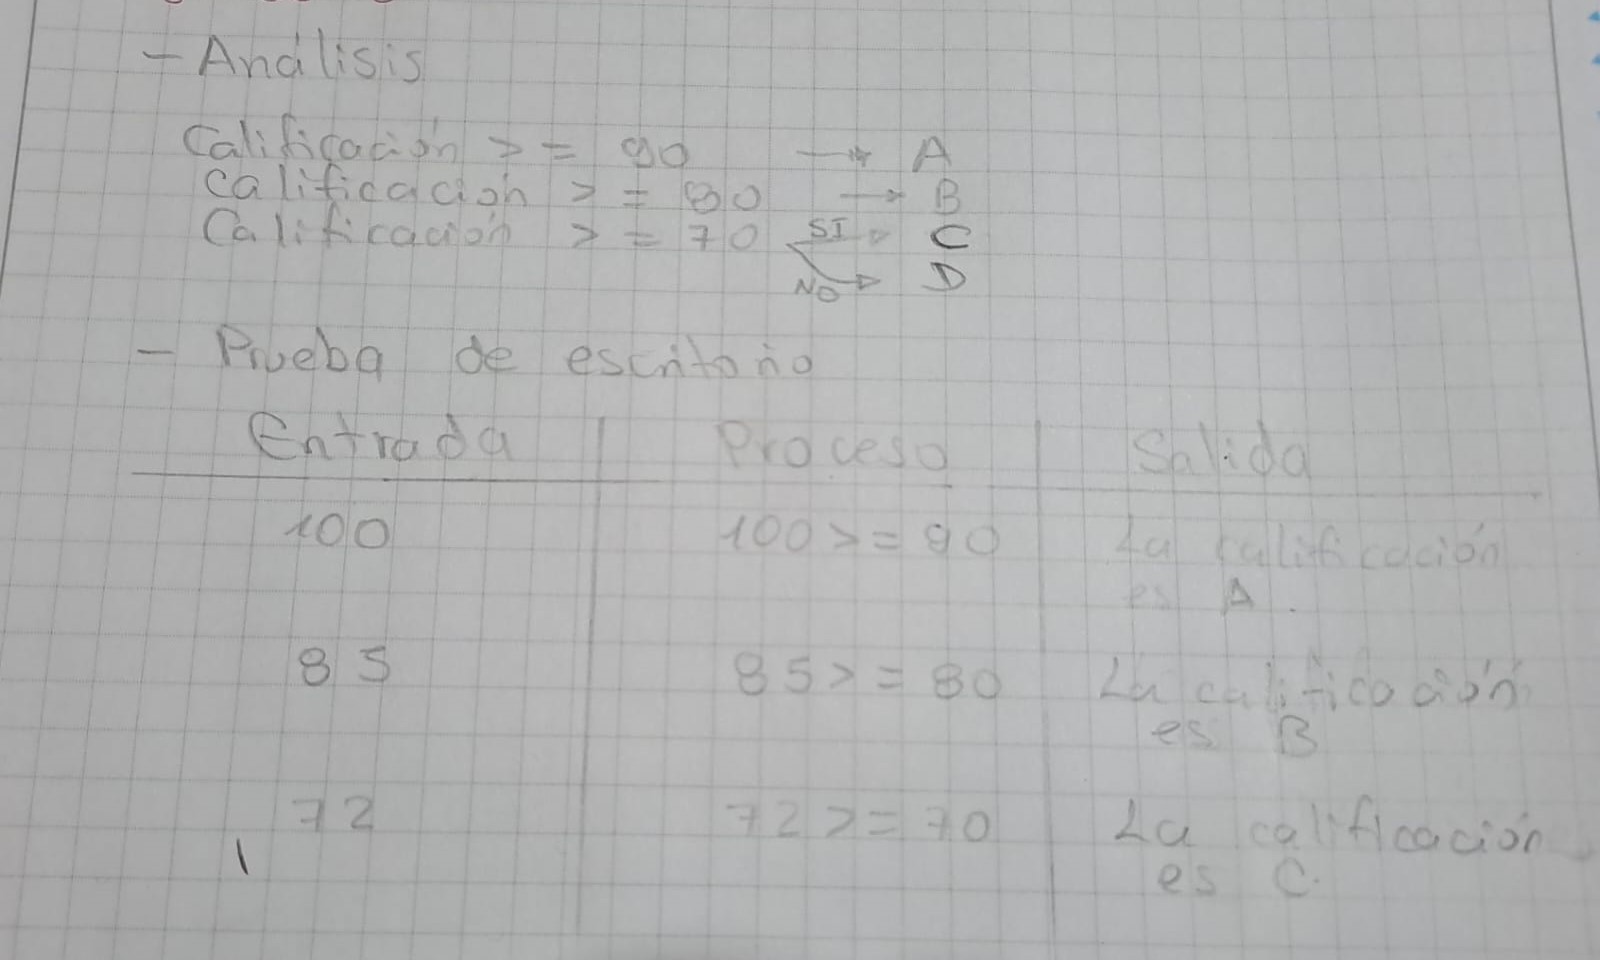 - Análisis
Calificación >= 90 → A
Calificación >= 80 → B
Calificación >= 70 SI → C
NO → D
- Prueba de escritorio
Entrada | Proceso | Salida
100 | 100 >= 90 | La calificación
es A.
85 | 85 >= 80 | La calificación
es B
72 | 72 >= 70 | La calificación
es C.